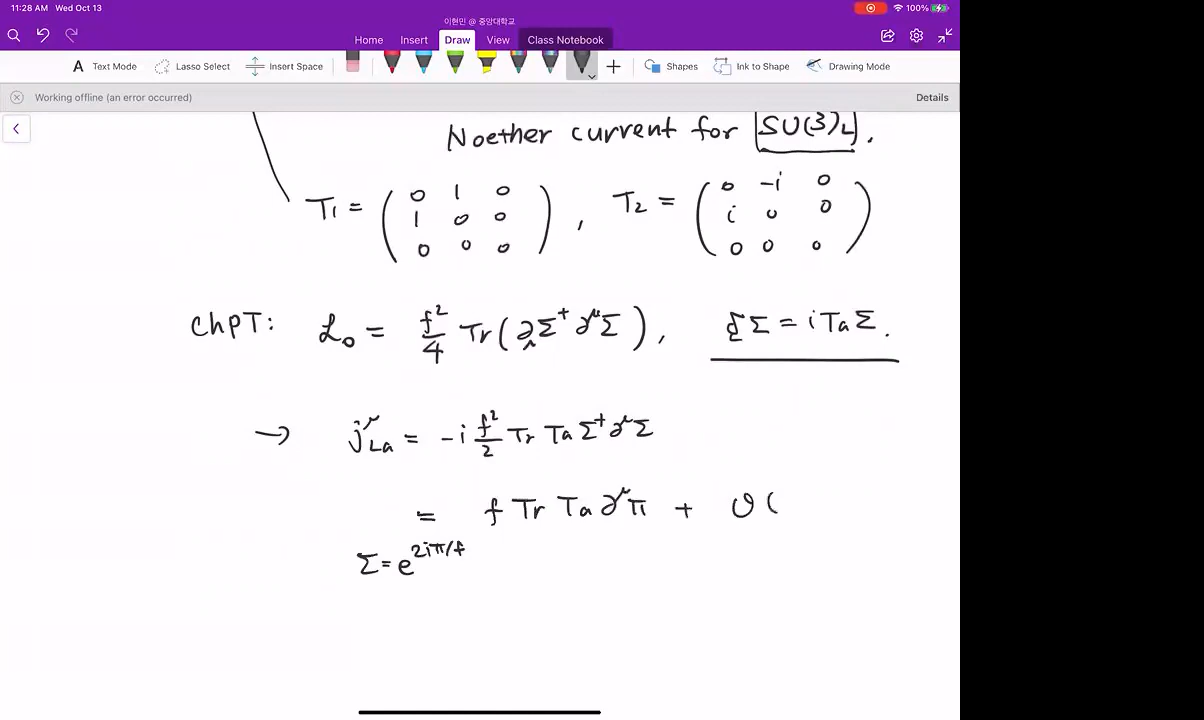 11:28 AM Wed Oct 13
100%
이현민 @ 중앙대학교
Home Insert Draw View Class Notebook
A Text Mode Lasso Select Insert Space Shapes Ink to Shape Drawing Mode
Working offline (an error occurred) Details
Noether current for SU(3)_L .
T₁ = ( 0 1 0 / 1 0 0 / 0 0 0 ) , T₂ = ( 0 -i 0 / i 0 0 / 0 0 0 )
ChPT: ℒ₀ = f²/4 Tr(∂_μΣ† ∂^μΣ), δΣ = iTaΣ.
→ j^μ_La = -i f²/2 Tr Ta Σ† ∂^μ Σ
= f Tr Ta ∂^μ π + O(
Σ = e^{2iπ/f}